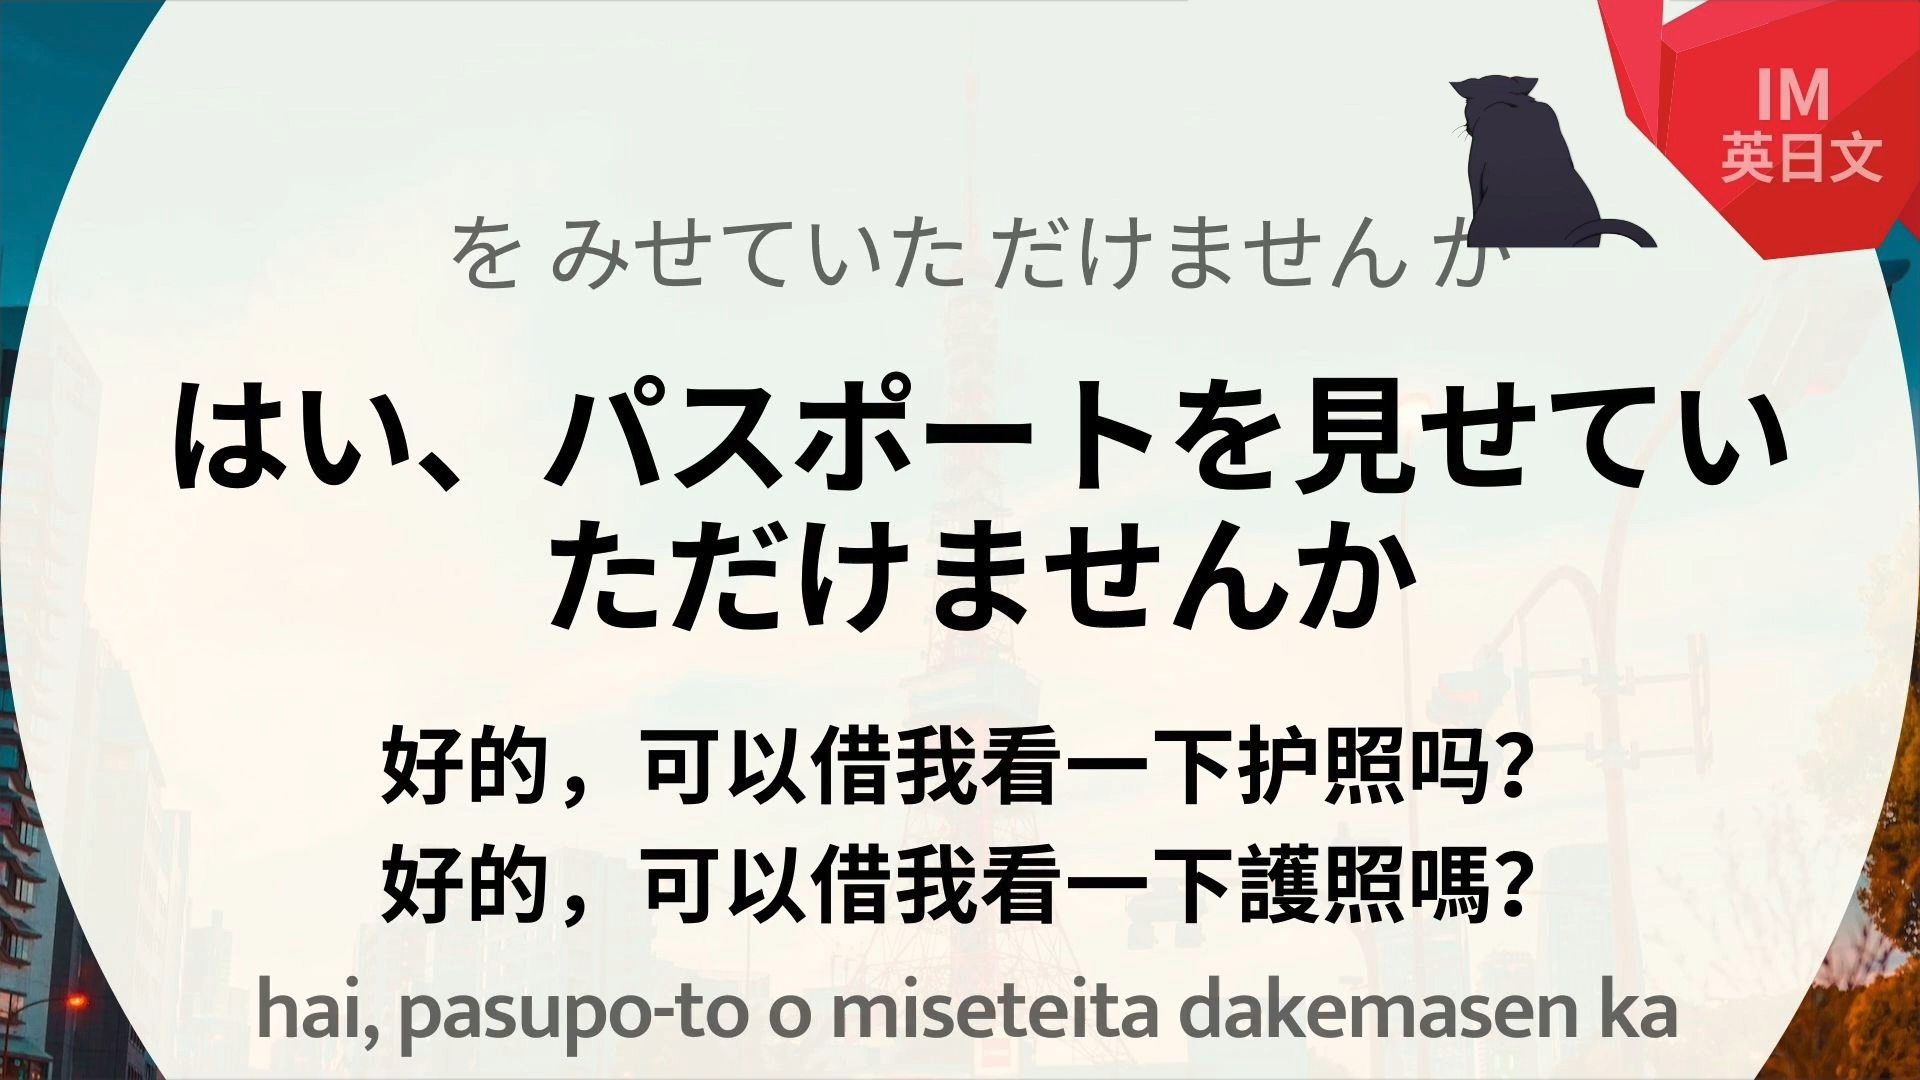 IM
英日文
を みせていた だけません か
はい、パスポートを見せてい
ただけませんか
好的，可以借我看一下护照吗？
好的，可以借我看一下護照嗎？
hai, pasupo-to o miseteita dakemasen ka